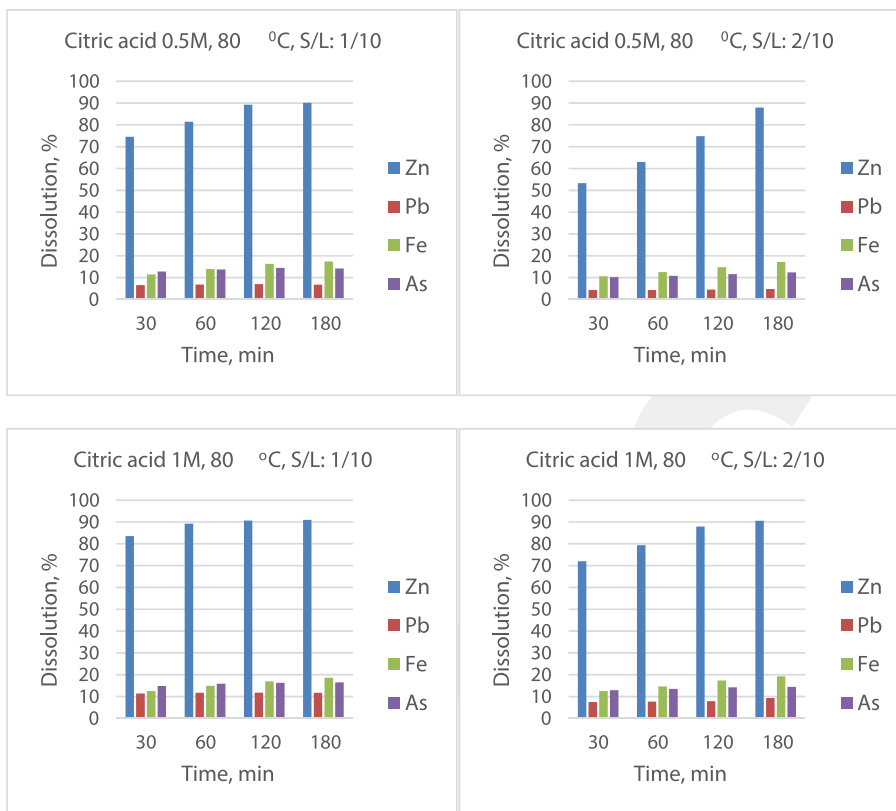 Citric acid 0.5M, 80 ⁰C, S/L: 1/10
100
90
80
70
60
50
40
30
20
10
0
Dissolution, %
30 60 120 180
Time, min
Zn
Pb
Fe
As
Citric acid 0.5M, 80 ⁰C, S/L: 2/10
100
90
80
70
60
50
40
30
20
10
0
Dissolution, %
30 60 120 180
Time, min
Zn
Pb
Fe
As
Citric acid 1M, 80 ºC, S/L: 1/10
100
90
80
70
60
50
40
30
20
10
0
Dissolution, %
30 60 120 180
Time, min
Zn
Pb
Fe
As
Citric acid 1M, 80 ºC, S/L: 2/10
100
90
80
70
60
50
40
30
20
10
0
Dissolution, %
30 60 120 180
Time, min
Zn
Pb
Fe
As